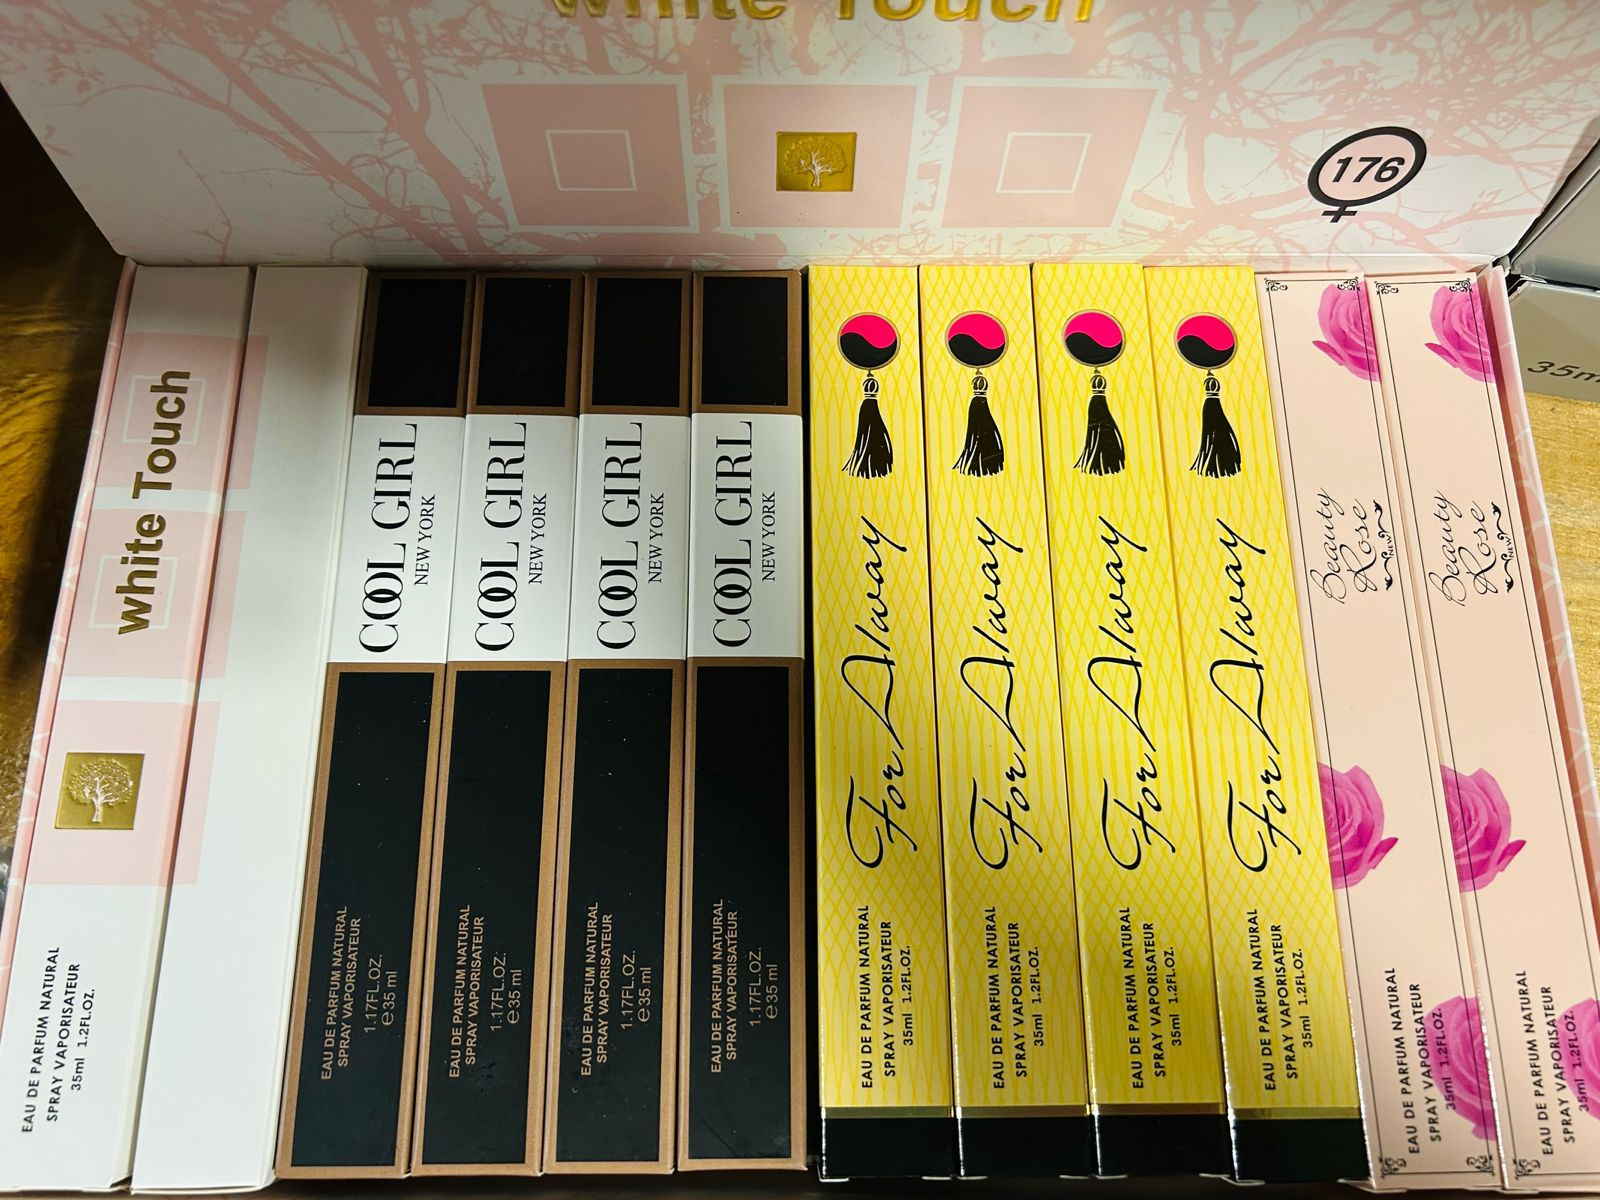 white Touch
176
white Touch
EAU DE PARFUM NATURAL
SPRAY VAPORISATEUR
35ml 1.2FL.OZ.
COOL GIRL
NEW YORK
EAU DE PARFUM NATURAL
SPRAY VAPORISATEUR
1.17FL.OZ.
℮35 ml
COOL GIRL
NEW YORK
EAU DE PARFUM NATURAL
SPRAY VAPORISATEUR
1.17FL.OZ.
℮35 ml
COOL GIRL
NEW YORK
EAU DE PARFUM NATURAL
SPRAY VAPORISATEUR
1.17FL.OZ.
℮35 ml
COOL GIRL
NEW YORK
EAU DE PARFUM NATURAL
SPRAY VAPORISATEUR
1.17FL.OZ.
℮35 ml
For Alway
EAU DE PARFUM NATURAL
SPRAY VAPORISATEUR
35ml 1.2FL.OZ.
For Alway
EAU DE PARFUM NATURAL
SPRAY VAPORISATEUR
35ml 1.2FL.OZ.
For Alway
EAU DE PARFUM NATURAL
SPRAY VAPORISATEUR
35ml 1.2FL.OZ.
For Alway
EAU DE PARFUM NATURAL
SPRAY VAPORISATEUR
35ml 1.2FL.OZ.
Beauty
Rose
NEW
EAU DE PARFUM NATURAL
SPRAY VAPORISATEUR
35ml 1.2FL.OZ.
Beauty
Rose
NEW
EAU DE PARFUM NATURAL
SPRAY VAPORISATEUR
35ml 1.2FL.OZ.